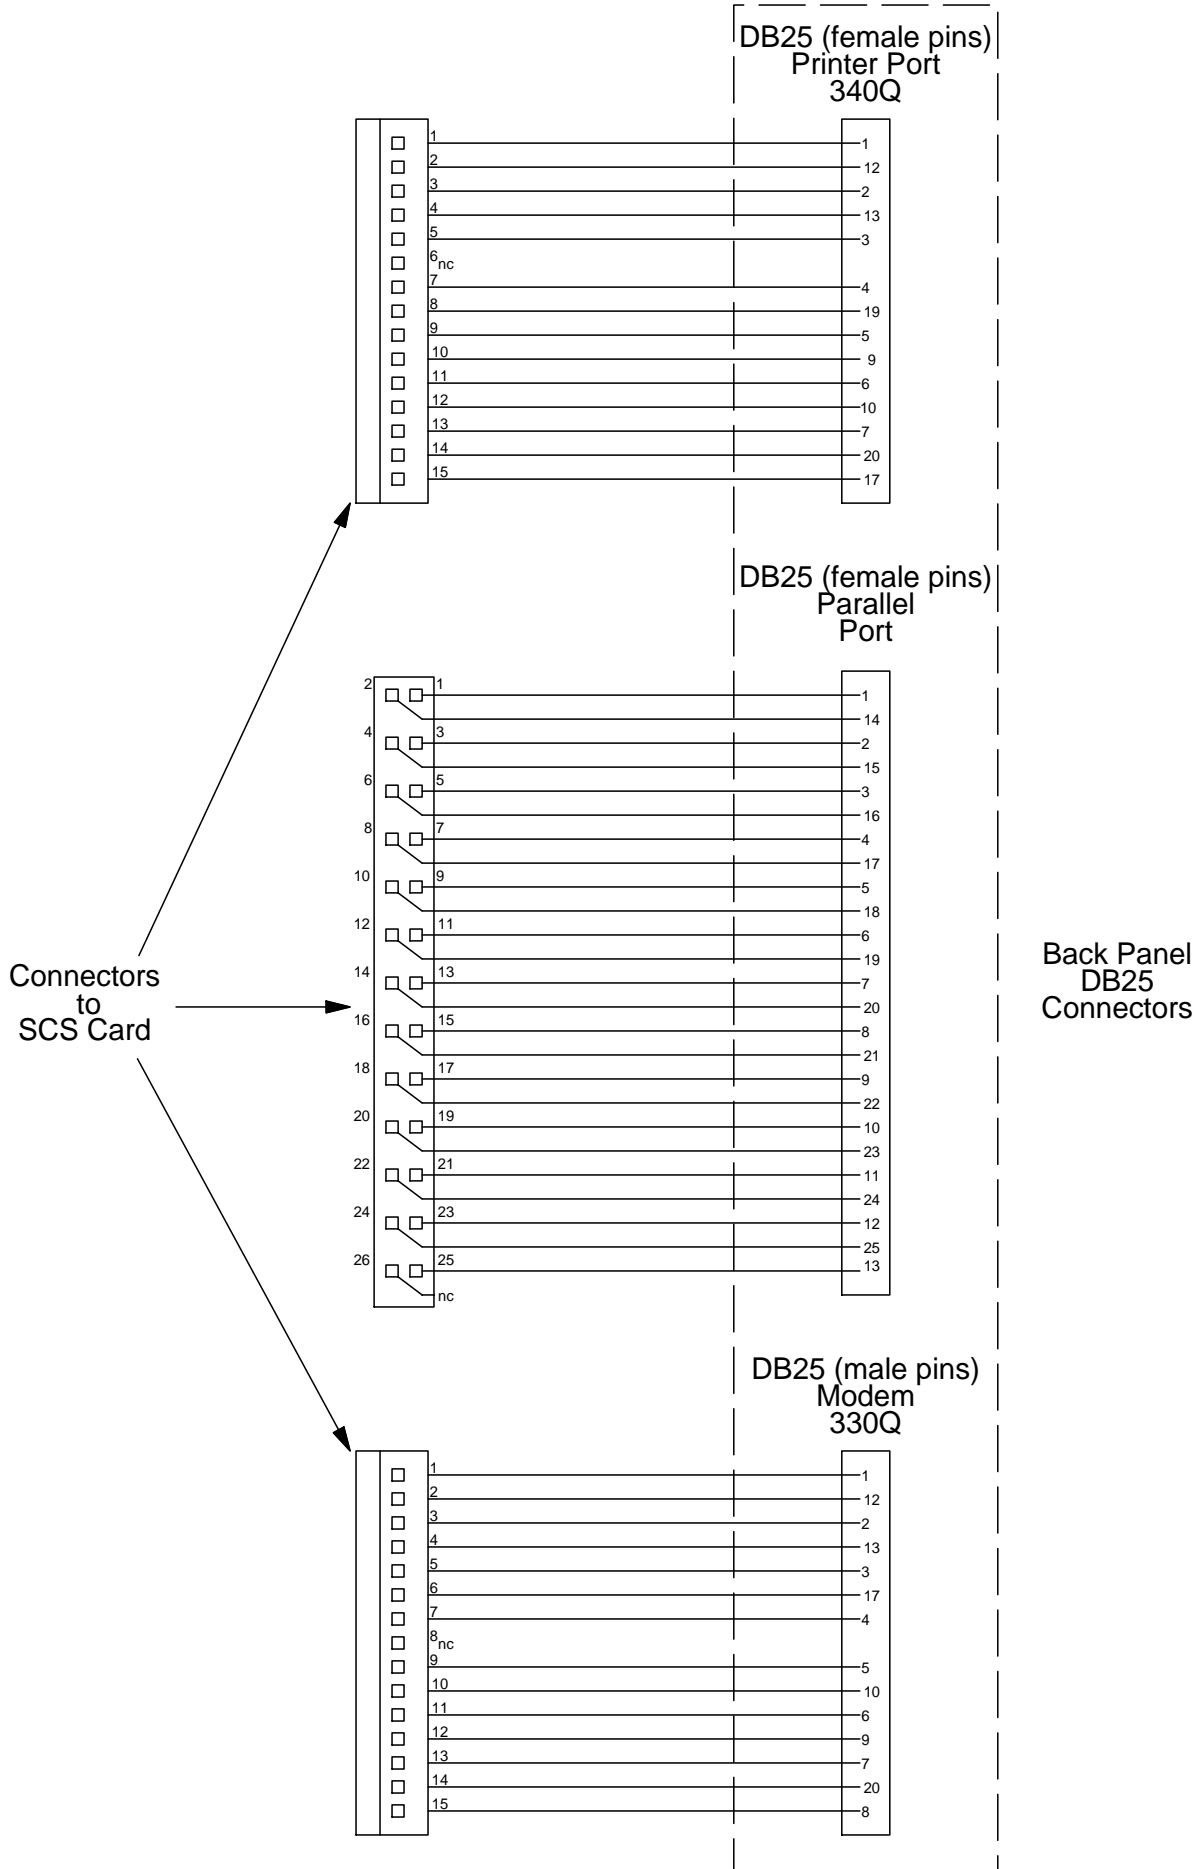 DB25 (female pins)
Printer Port
340Q
1 1
2 12
3 2
4 13
5 3
6 nc
7 4
8 19
9 5
10 9
11 6
12 10
13 7
14 20
15 17
DB25 (female pins)
Parallel
Port
2 1 1
14
4 3 2
15
6 5 3
16
8 7 4
17
10 9 5
18
12 11 6
19
14 13 7
20
16 15 8
21
18 17 9
22
20 19 10
23
22 21 11
24
24 23 12
25
26 25 13
nc
Connectors
to
SCS Card
Back Panel
DB25
Connectors
DB25 (male pins)
Modem
330Q
1 1
2 12
3 2
4 13
5 3
6 17
7 4
8 nc
9 5
10 10
11 6
12 9
13 7
14 20
15 8